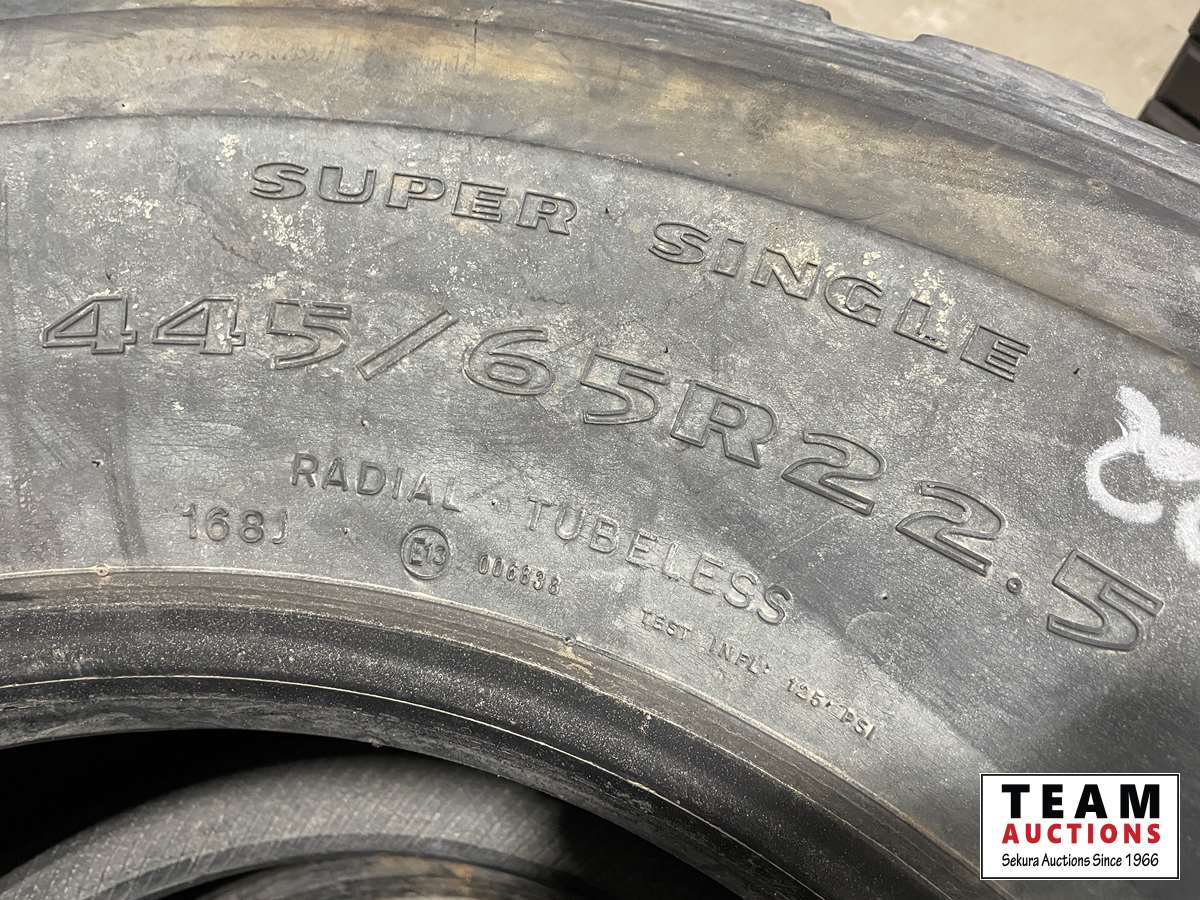 SUPER SINGLE
445/65R22.5
RADIAL · TUBELESS
168J
E13 006838
TEST INFL· 125' PSI
TEAM
AUCTIONS
Sekura Auctions Since 1966